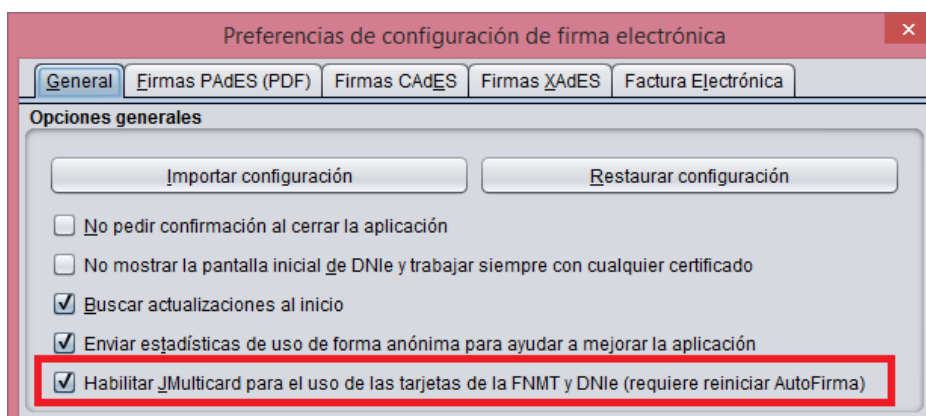 Preferencias de configuración de firma electrónica
General Firmas PAdES (PDF) Firmas CAdES Firmas XAdES Factura Electrónica
Opciones generales
Importar configuración Restaurar configuración
No pedir confirmación al cerrar la aplicación
No mostrar la pantalla inicial de DNIe y trabajar siempre con cualquier certificado
Buscar actualizaciones al inicio
Enviar estadísticas de uso de forma anónima para ayudar a mejorar la aplicación
Habilitar JMulticard para el uso de las tarjetas de la FNMT y DNIe (requiere reiniciar AutoFirma)